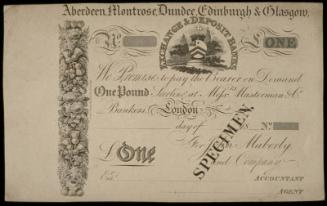 Aberdeen, Montrose, Dundee, Edinburgh & Glasgow.
No
£ ONE
EXCHANGE & DEPOSIT BANKS
We Promise to pay the Bearer on Demand
One Pound Sterling at Messrs Masterman & Co
Bankers, London
day of 18 No
SPECIMEN.
£ One
For John Maberly
and Company
Ent
ACCOUNTANT
AGENT